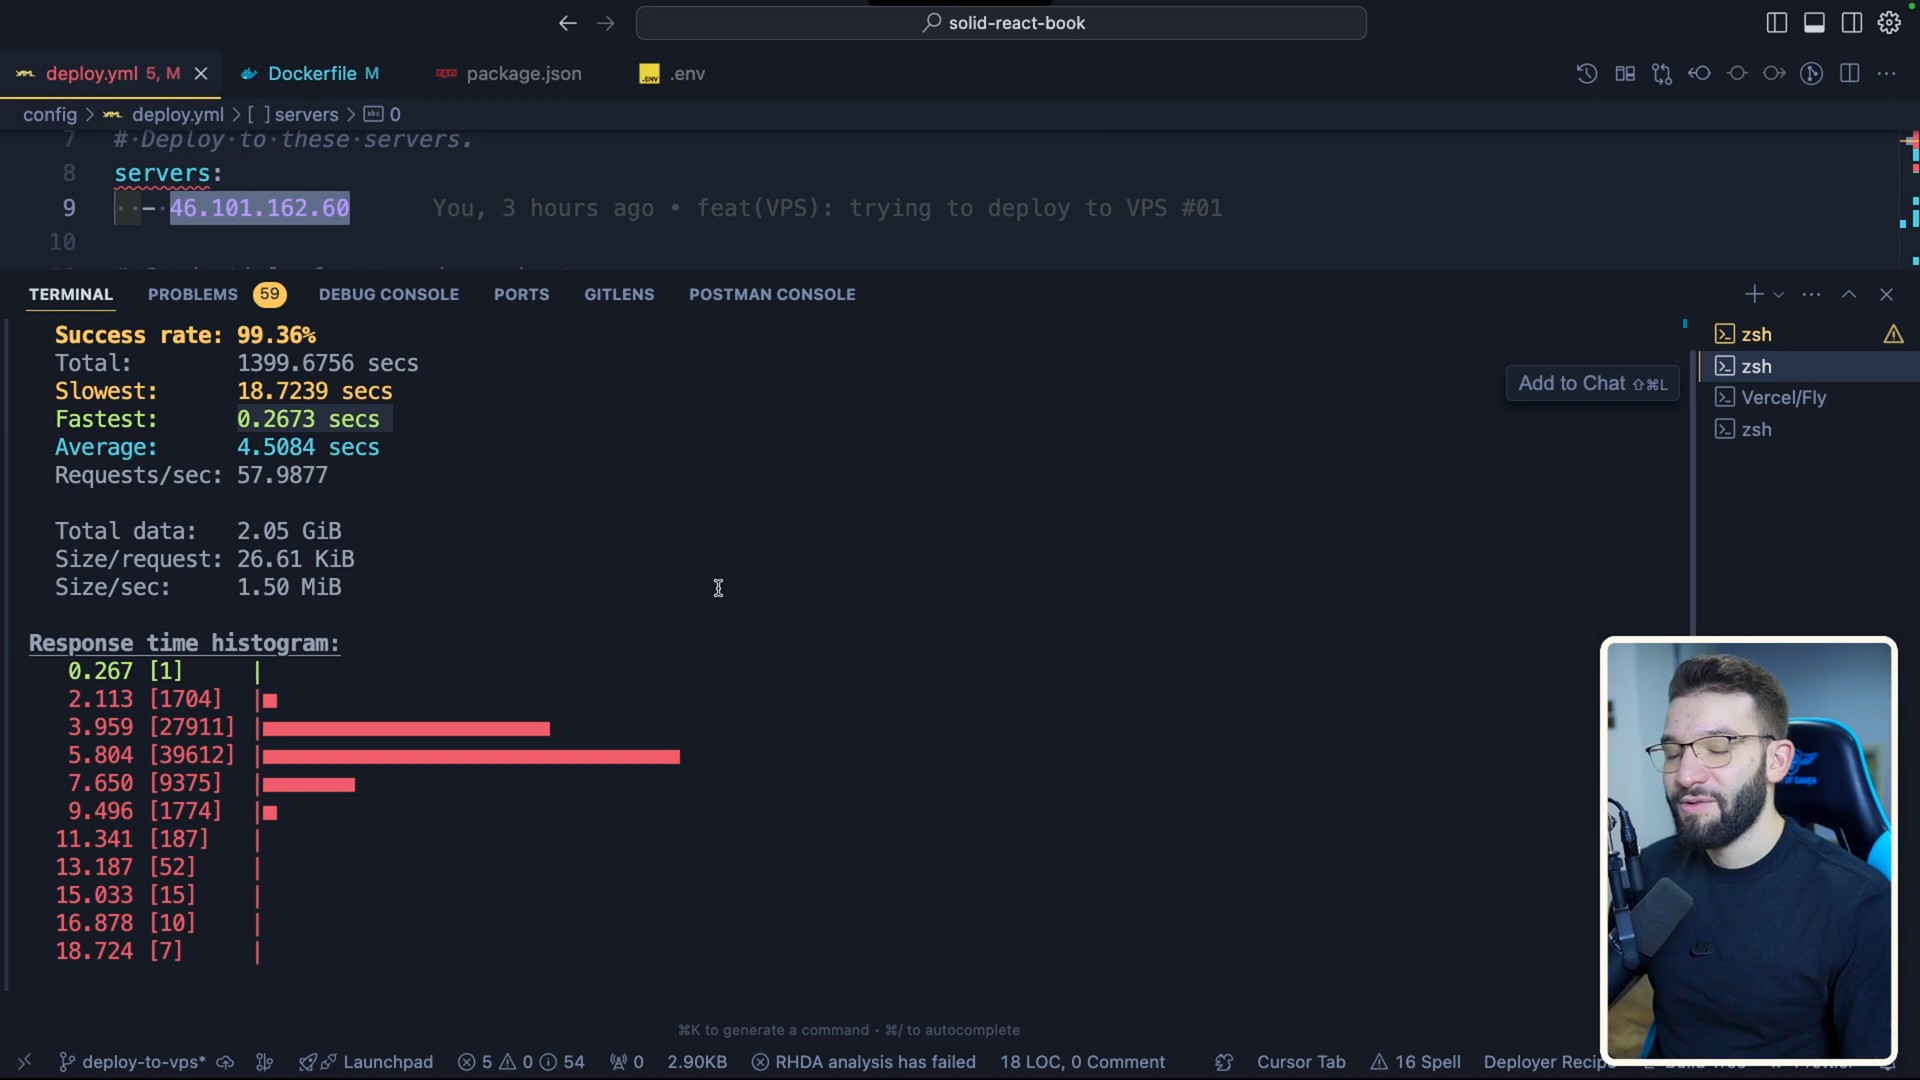 solid-react-book
deploy.yml 5, M
Dockerfile M
package.json
.env
config > deploy.yml > [ ] servers > 0
7 # Deploy to these servers.
8 servers:
9 - 46.101.162.60 You, 3 hours ago • feat(VPS): trying to deploy to VPS #01
10
TERMINAL PROBLEMS 59 DEBUG CONSOLE PORTS GITLENS POSTMAN CONSOLE
Success rate: 99.36%
Total: 1399.6756 secs
Slowest: 18.7239 secs
Fastest: 0.2673 secs
Average: 4.5084 secs
Requests/sec: 57.9877
Total data: 2.05 GiB
Size/request: 26.61 KiB
Size/sec: 1.50 MiB
Response time histogram:
0.267 [1] |
2.113 [1704] |
3.959 [27911] |
5.804 [39612] |
7.650 [9375] |
9.496 [1774] |
11.341 [187] |
13.187 [52] |
15.033 [15] |
16.878 [10] |
18.724 [7] |
Add to Chat ⇧⌘L
zsh
zsh
Vercel/Fly
zsh
⌘K to generate a command • ⌘/ to autocomplete
deploy-to-vps* Launchpad 5 0 54 0 2.90KB RHDA analysis has failed 18 LOC, 0 Comment Cursor Tab 16 Spell Deployer